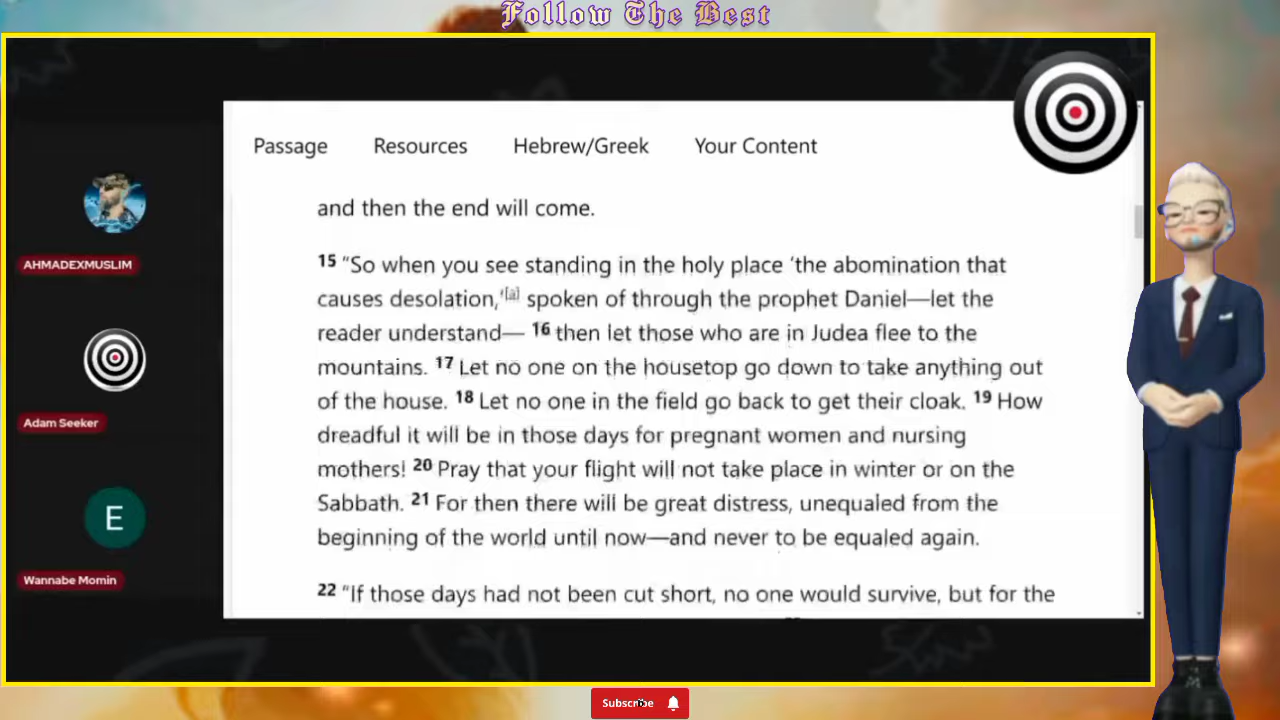 Follow The Best
Passage Resources Hebrew/Greek Your Content
and then the end will come.
15 “So when you see standing in the holy place ‘the abomination that
causes desolation,’[a] spoken of through the prophet Daniel—let the
reader understand— 16 then let those who are in Judea flee to the
mountains. 17 Let no one on the housetop go down to take anything out
of the house. 18 Let no one in the field go back to get their cloak. 19 How
dreadful it will be in those days for pregnant women and nursing
mothers! 20 Pray that your flight will not take place in winter or on the
Sabbath. 21 For then there will be great distress, unequaled from the
beginning of the world until now—and never to be equaled again.
22 “If those days had not been cut short, no one would survive, but for the
AHMADEXMUSLIM
Adam Seeker
E
Wannabe Momin
Subscribe